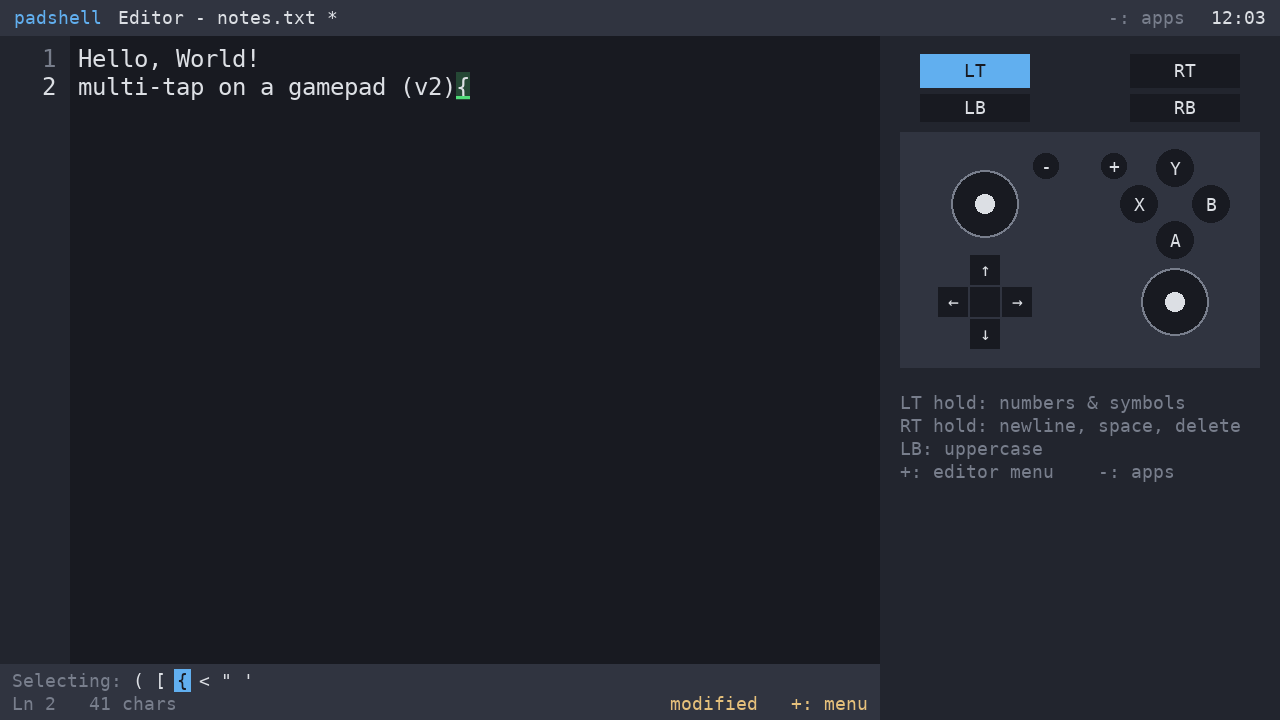 padshell Editor - notes.txt * -: apps 12:03
1 Hello, World!
2 multi-tap on a gamepad (v2){
LT RT
LB RB
- + Y
X B
A
↑
← →
↓
LT hold: numbers & symbols
RT hold: newline, space, delete
LB: uppercase
+: editor menu -: apps
Selecting: ( [ { < " '
Ln 2 41 chars modified +: menu